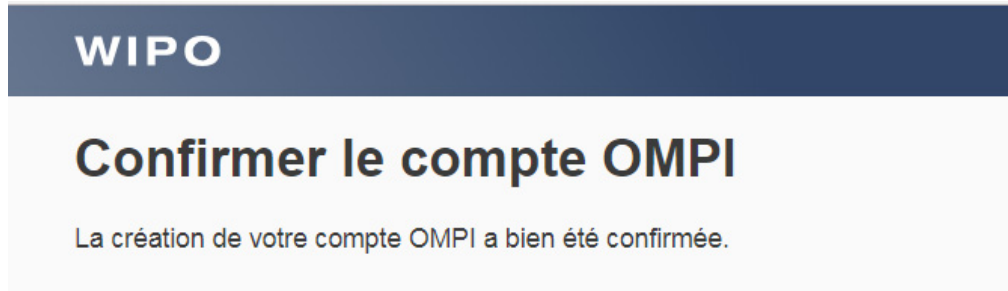 WIPO
Confirmer le compte OMPI
La création de votre compte OMPI a bien été confirmée.